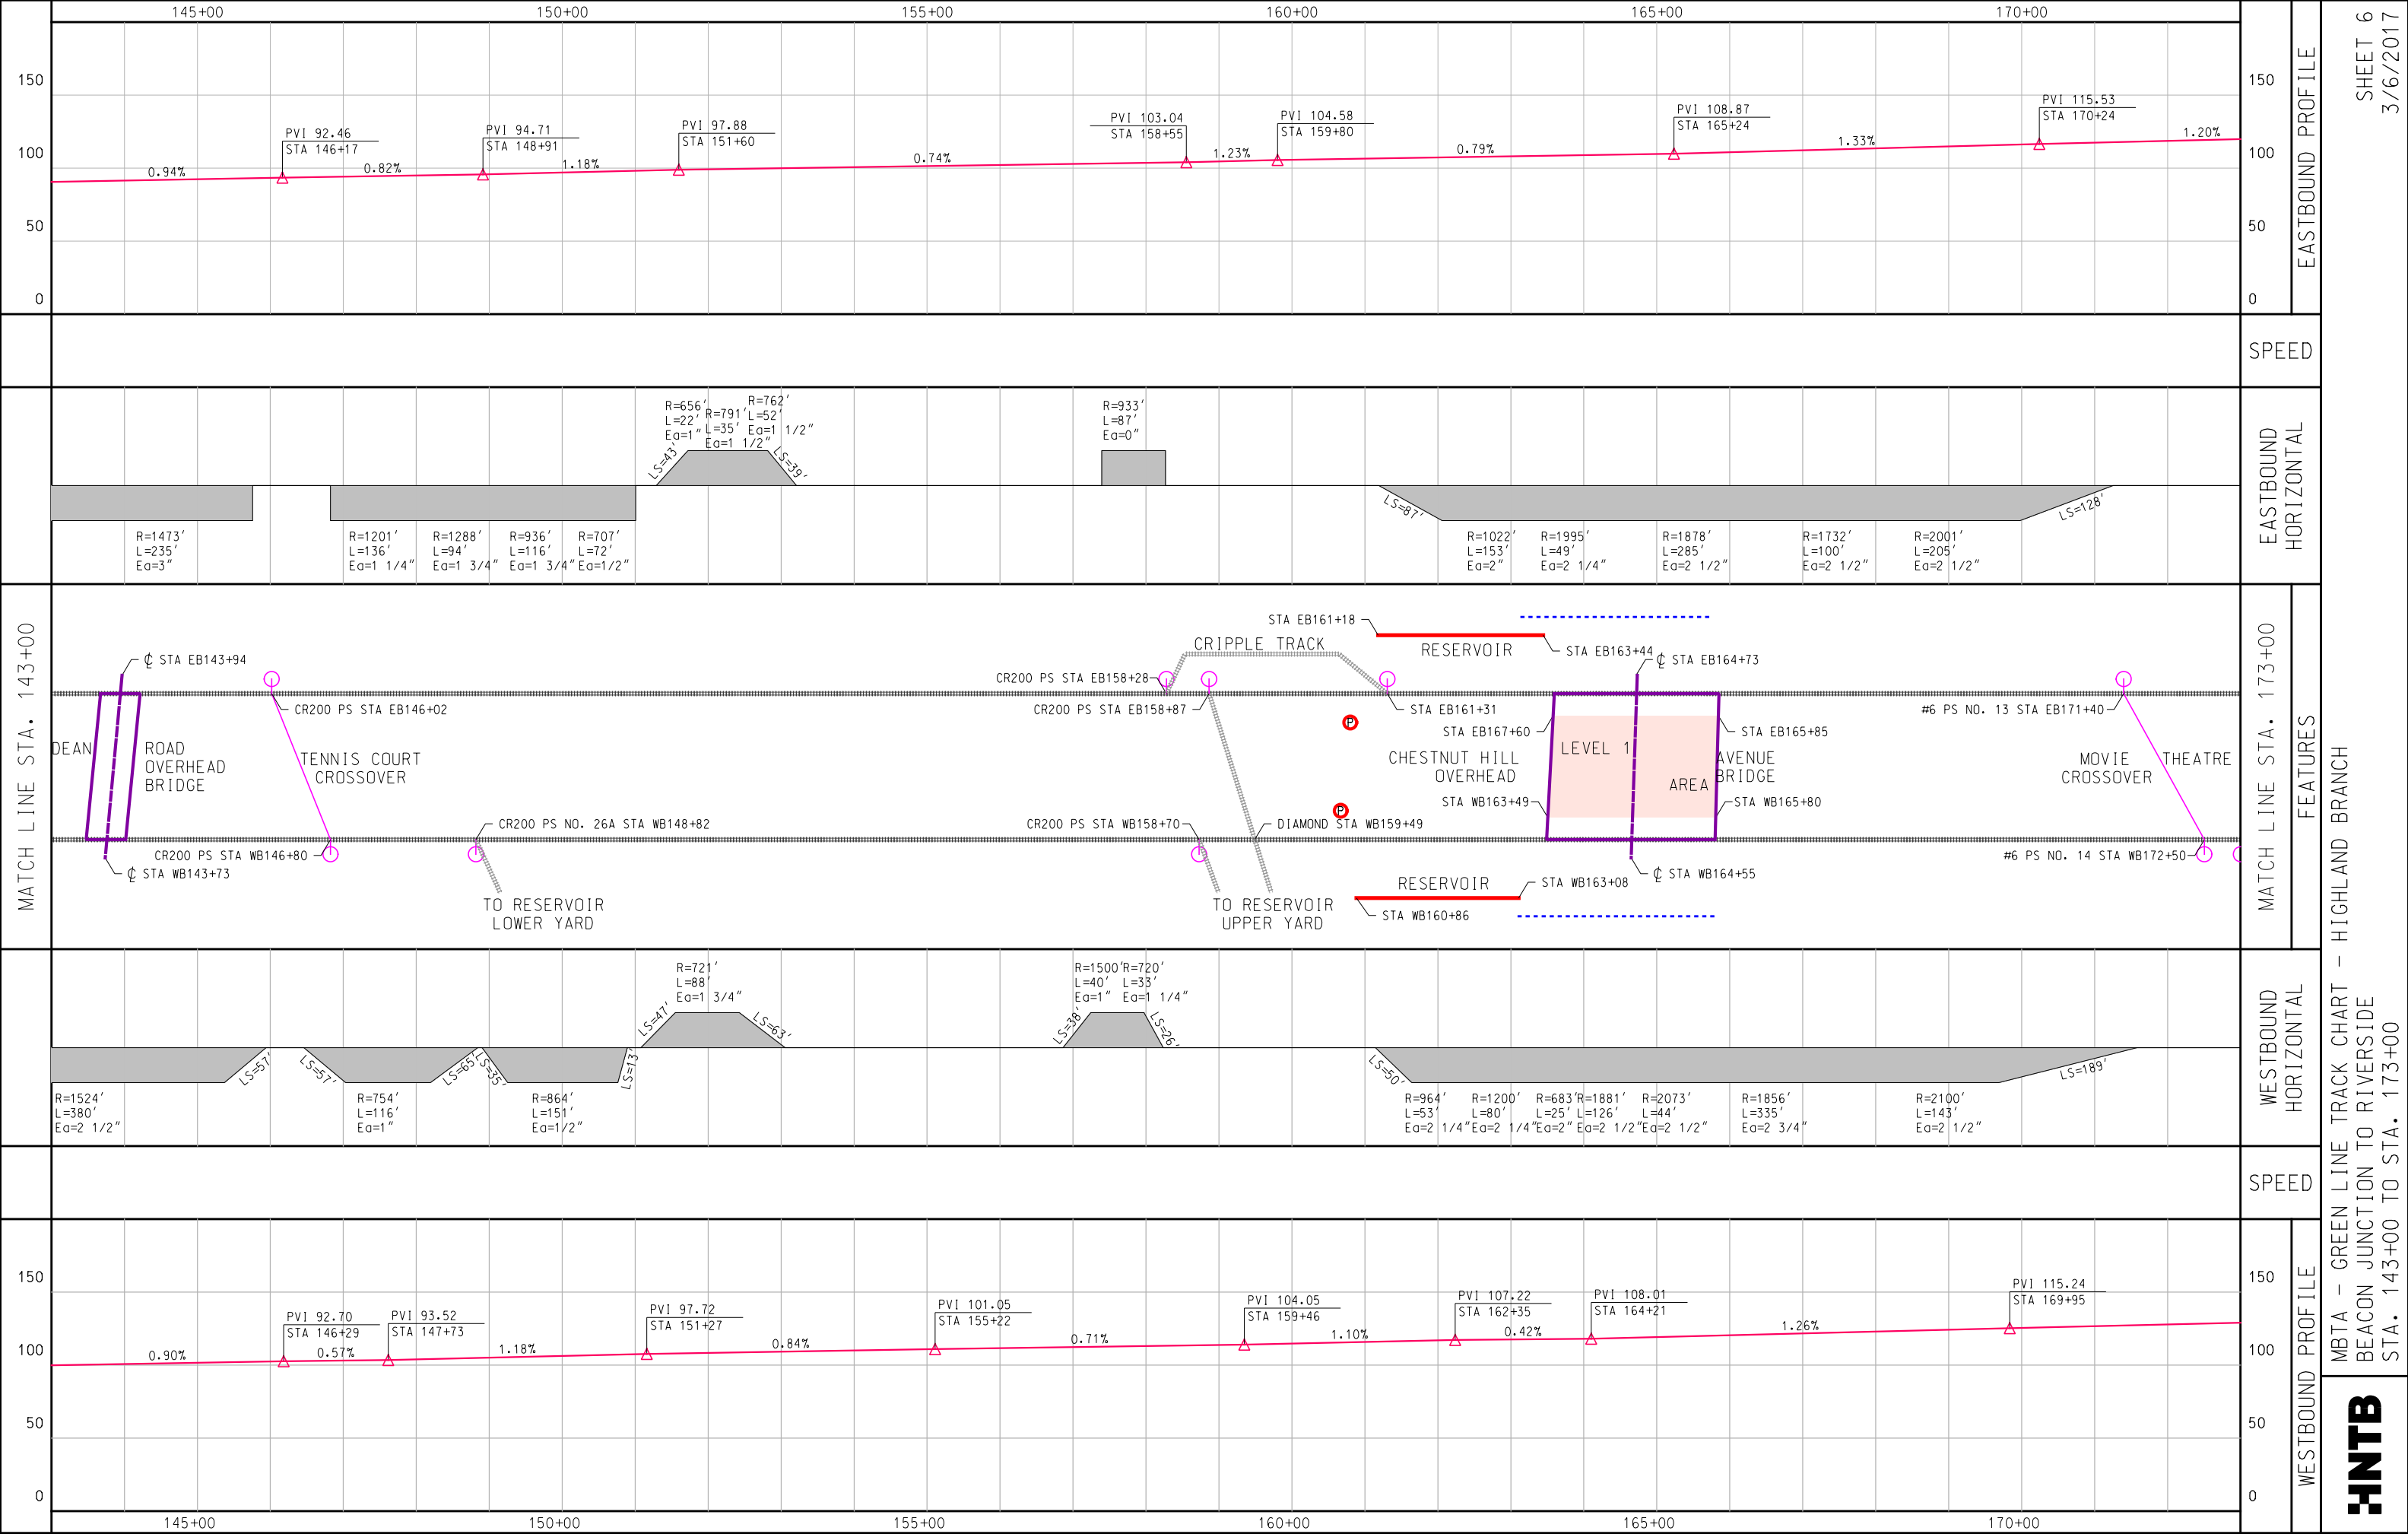 145+00
150+00
155+00
160+00
165+00
170+00
SHEET 6
3/6/2017
150
100
50
0
PVI 92.46
STA 146+17
PVI 94.71
STA 148+91
PVI 97.88
STA 151+60
PVI 103.04
STA 158+55
PVI 104.58
STA 159+80
PVI 108.87
STA 165+24
PVI 115.53
STA 170+24
0.94%
0.82%
1.18%
0.74%
1.23%
0.79%
1.33%
1.20%
150
100
50
0
EASTBOUND PROFILE
SPEED
R=656'
L=22'
Ea=1"
R=791'
L=35'
Ea=1 1/2"
R=762'
L=52'
Ea=1 1/2"
LS=43'
LS=39'
R=933'
L=87'
Ea=0"
R=1473'
L=235'
Ea=3"
R=1201'
L=136'
Ea=1 1/4"
R=1288'
L=94'
Ea=1 3/4"
R=936'
L=116'
Ea=1 3/4"
R=707'
L=72'
Ea=1/2"
LS=87'
R=1022'
L=153'
Ea=2"
R=1995'
L=49'
Ea=2 1/4"
R=1878'
L=285'
Ea=2 1/2"
R=1732'
L=100'
Ea=2 1/2"
R=2001'
L=205'
Ea=2 1/2"
LS=128'
EASTBOUND
HORIZONTAL
MATCH LINE STA. 143+00
℄ STA EB143+94
CR200 PS STA EB146+02
DEAN
ROAD
OVERHEAD
BRIDGE
TENNIS COURT
CROSSOVER
CR200 PS STA WB146+80
℄ STA WB143+73
CR200 PS NO. 26A STA WB148+82
TO RESERVOIR
LOWER YARD
CRIPPLE TRACK
CR200 PS STA EB158+28
CR200 PS STA EB158+87
STA EB161+18
RESERVOIR
STA EB163+44
STA EB161+31
℄ STA EB164+73
P
P
STA EB167+60
STA EB165+85
CHESTNUT HILL
OVERHEAD
LEVEL 1
AREA
AVENUE
BRIDGE
STA WB163+49
STA WB165+80
CR200 PS STA WB158+70
DIAMOND STA WB159+49
TO RESERVOIR
UPPER YARD
RESERVOIR
STA WB163+08
STA WB160+86
℄ STA WB164+55
#6 PS NO. 13 STA EB171+40
MOVIE
THEATRE
CROSSOVER
#6 PS NO. 14 STA WB172+50
MATCH LINE STA. 173+00
FEATURES
R=721'
L=88'
Ea=1 3/4"
LS=47'
LS=63'
R=1500'
L=40'
Ea=1"
R=720'
L=33'
Ea=1 1/4"
LS=38'
LS=26'
LS=57'
LS=57'
LS=65'
LS=35'
LS=13'
LS=50'
LS=189'
R=1524'
L=380'
Ea=2 1/2"
R=754'
L=116'
Ea=1"
R=864'
L=151'
Ea=1/2"
R=964'
L=53'
Ea=2 1/4"
R=1200'
L=80'
Ea=2 1/4"
R=683'
L=25'
Ea=2"
R=1881'
L=126'
Ea=2 1/2"
R=2073'
L=44'
Ea=2 1/2"
R=1856'
L=335'
Ea=2 3/4"
R=2100'
L=143'
Ea=2 1/2"
WESTBOUND
HORIZONTAL
SPEED
150
100
50
0
PVI 92.70
STA 146+29
PVI 93.52
STA 147+73
PVI 97.72
STA 151+27
PVI 101.05
STA 155+22
PVI 104.05
STA 159+46
PVI 107.22
STA 162+35
PVI 108.01
STA 164+21
PVI 115.24
STA 169+95
0.90%
0.57%
1.18%
0.84%
0.71%
1.10%
0.42%
1.26%
150
100
50
0
WESTBOUND PROFILE
145+00
150+00
155+00
160+00
165+00
170+00
MBTA - GREEN LINE TRACK CHART - HIGHLAND BRANCH
BEACON JUNCTION TO RIVERSIDE
STA. 143+00 TO STA. 173+00
HNTB